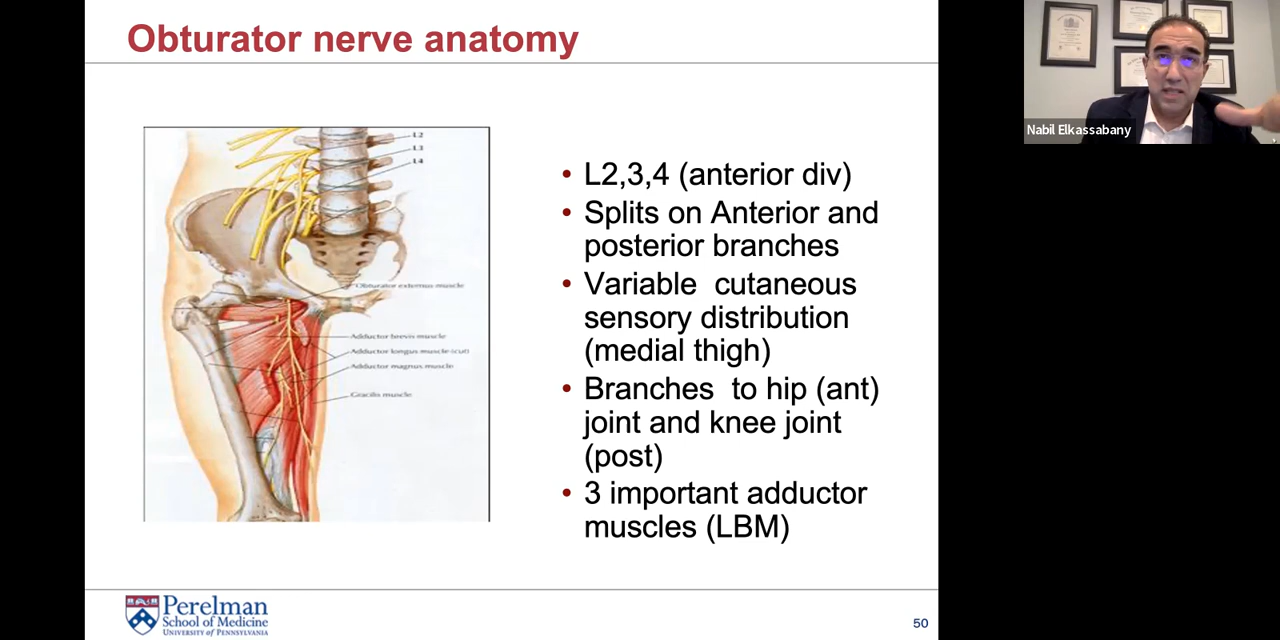 Obturator nerve anatomy
Nabil Elkassabany
L2
L3
L4
Obturator externus muscle
Adductor brevis muscle
Adductor longus muscle (cut)
Adductor magnus muscle
Gracilis muscle
• L2,3,4 (anterior div)
• Splits on Anterior and
posterior branches
• Variable cutaneous
sensory distribution
(medial thigh)
• Branches to hip (ant)
joint and knee joint
(post)
• 3 important adductor
muscles (LBM)
Perelman
School of Medicine
UNIVERSITY of PENNSYLVANIA
50